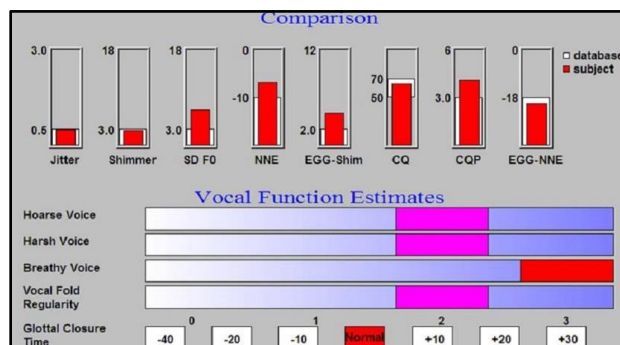 Comparison
3.0 18 18 0 12 6 0
database
subject
70
50
-10
3.0
-18
0.5 3.0 3.0 2.0
Jitter Shimmer SD F0 NNE EGG-Shim CQ CQP EGG-NNE
Vocal Function Estimates
Hoarse Voice
Harsh Voice
Breathy Voice
Vocal Fold
Regularity
0 1 2 3
Glottal Closure
Time
-40 -20 -10 Normal +10 +20 +30